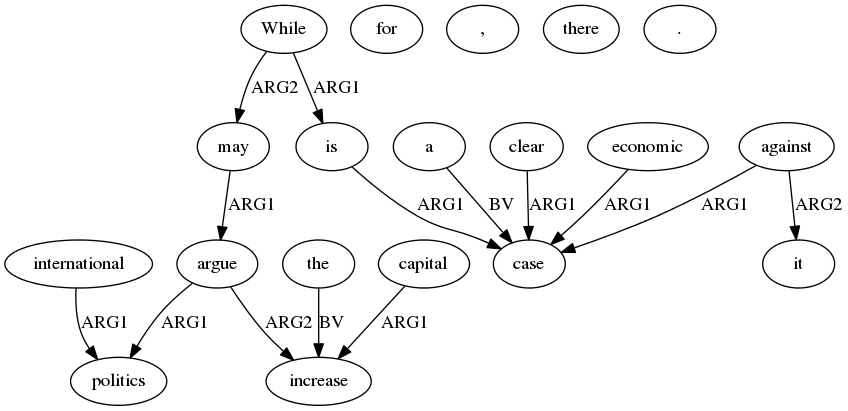 While for , there .
ARG2 ARG1
may is a clear economic against
ARG1 ARG1 BV ARG1 ARG1 ARG1 ARG2
international argue the capital case it
ARG1 ARG1 ARG2 BV ARG1
politics increase